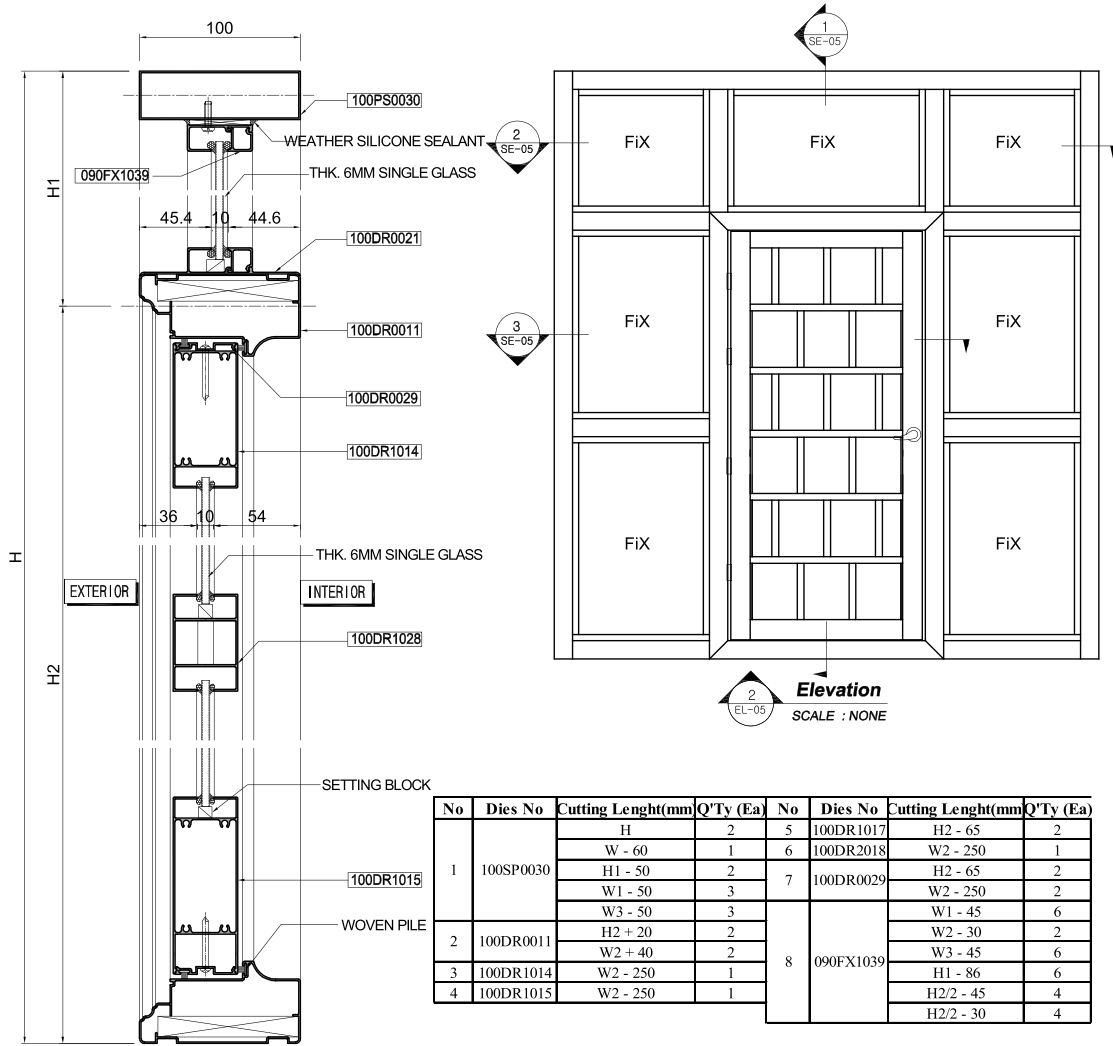 100
H
H1
H2
100PS0030
WEATHER SILICONE SEALANT
090FX1039
THK. 6MM SINGLE GLASS
45.4 10 44.6
100DR0021
100DR0011
100DR0029
100DR1014
36 10 54
THK. 6MM SINGLE GLASS
EXTERIOR
INTERIOR
100DR1028
SETTING BLOCK
100DR1015
WOVEN PILE
1
SE-05
2
SE-05
3
SE-05
FiX FiX FiX
FiX FiX
FiX FiX
2
EL-05
Elevation
SCALE : NONE
No Dies No Cutting Lenght(mm) Q'Ty (Ea) No Dies No Cutting Lenght(mm Q'Ty (Ea)
H 2 5 100DR1017 H2 - 65 2
W - 60 1 6 100DR2018 W2 - 250 1
1 100SP0030 H1 - 50 2 7 100DR0029 H2 - 65 2
W1 - 50 3 W2 - 250 2
W3 - 50 3 W1 - 45 6
2 100DR0011 H2 + 20 2 W2 - 30 2
W2 + 40 2 8 090FX1039 W3 - 45 6
3 100DR1014 W2 - 250 1 H1 - 86 6
4 100DR1015 W2 - 250 1 H2/2 - 45 4
H2/2 - 30 4